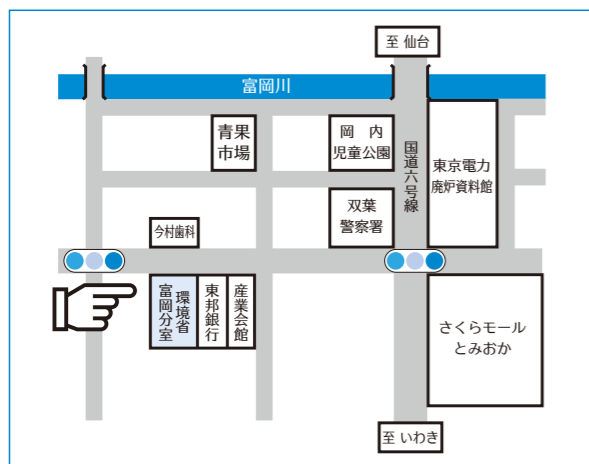 至 仙台
富岡川
青果
市場
岡 内
児童公園
国道六号線
東京電力
廃炉資料館
双葉
警察署
今村歯科
環境省
富岡分室
東邦銀行
産業会館
さくらモール
とみおか
至 いわき